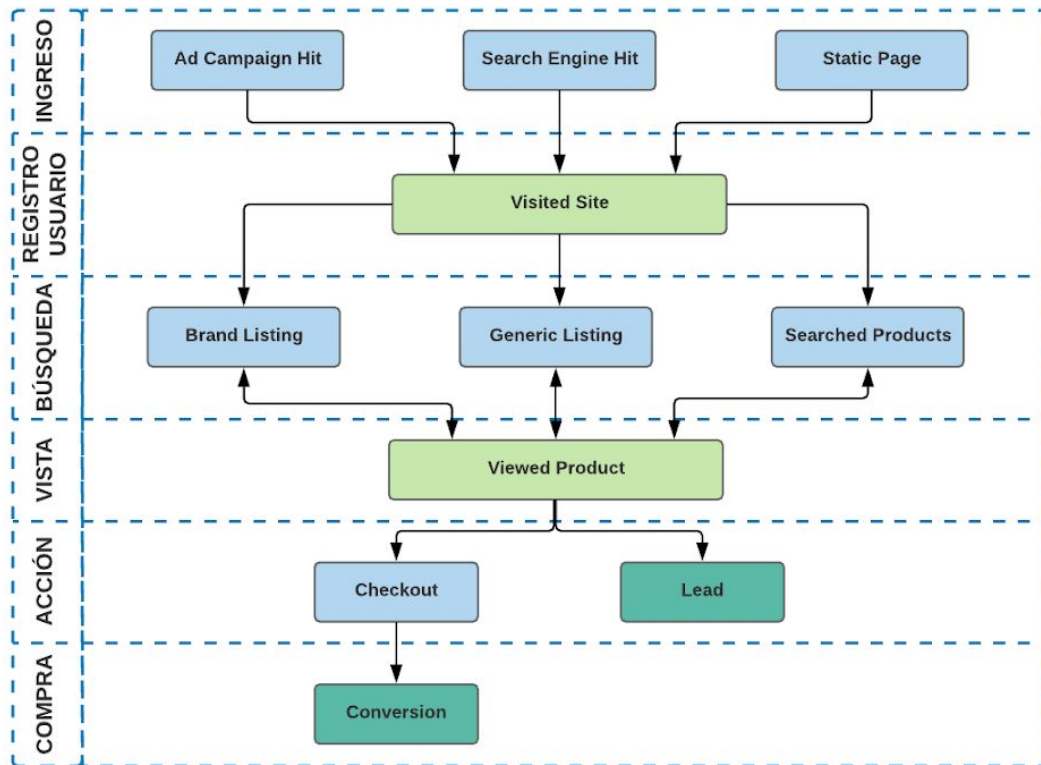 INGRESO
Ad Campaign Hit
Search Engine Hit
Static Page
REGISTRO
USUARIO
Visited Site
BÚSQUEDA
Brand Listing
Generic Listing
Searched Products
VISTA
Viewed Product
ACCIÓN
Checkout
Lead
COMPRA
Conversion